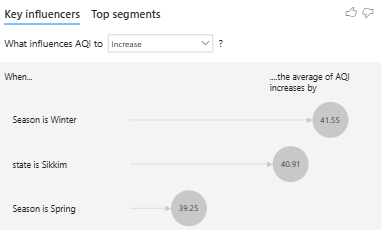 Key influencers Top segments
What influences AQI to Increase ?
When...
....the average of AQI
increases by
Season is Winter 41.55
state is Sikkim 40.91
Season is Spring 39.25